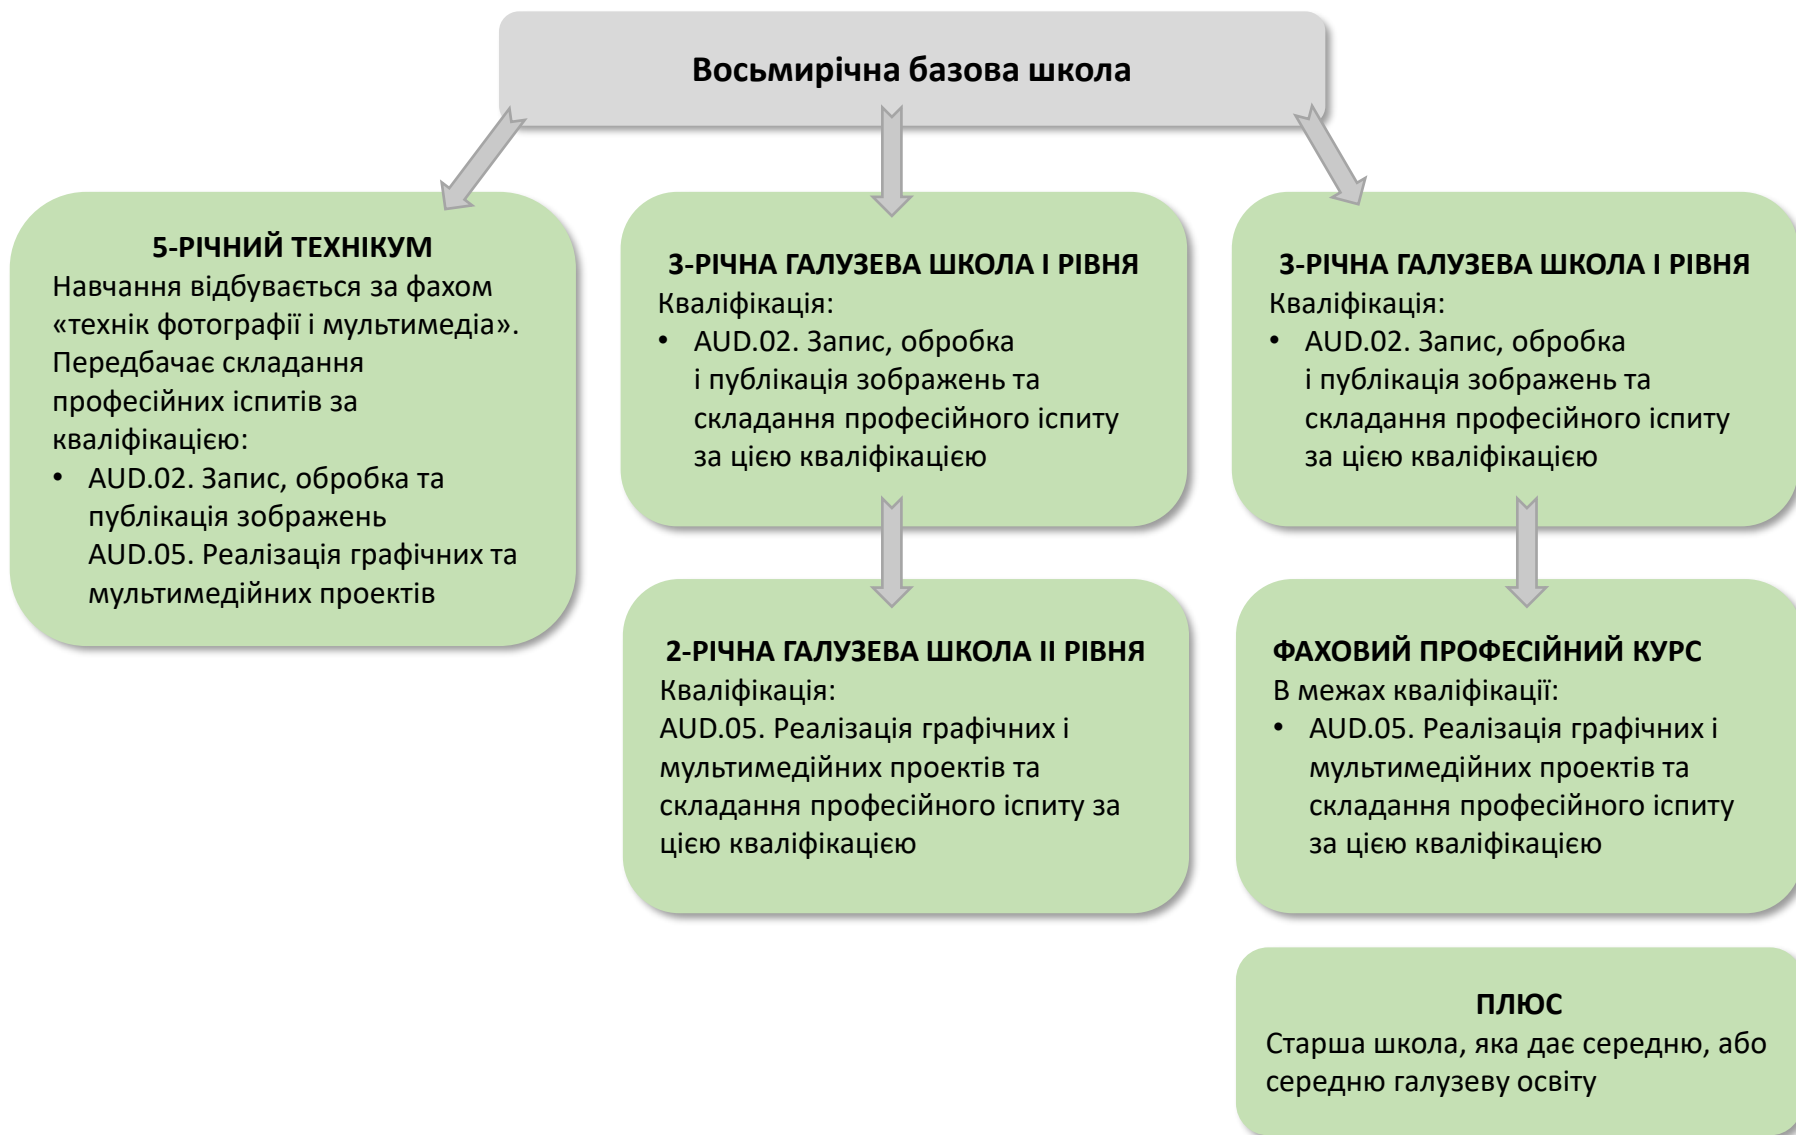 Восьмирічна базова школа
5-РІЧНИЙ ТЕХНІКУМ
Навчання відбувається за фахом
«технік фотографії і мультимедіа».
Передбачає складання
професійних іспитів за
кваліфікацією:
• AUD.02. Запис, обробка та
публікація зображень
AUD.05. Реалізація графічних та
мультимедійних проектів
3-РІЧНА ГАЛУЗЕВА ШКОЛА І РІВНЯ
Кваліфікація:
• AUD.02. Запис, обробка
і публікація зображень та
складання професійного іспиту
за цією кваліфікацією
2-РІЧНА ГАЛУЗЕВА ШКОЛА ІІ РІВНЯ
Кваліфікація:
AUD.05. Реалізація графічних і
мультимедійних проектів та
складання професійного іспиту за
цією кваліфікацією
3-РІЧНА ГАЛУЗЕВА ШКОЛА І РІВНЯ
Кваліфікація:
• AUD.02. Запис, обробка
і публікація зображень та
складання професійного іспиту
за цією кваліфікацією
ФАХОВИЙ ПРОФЕСІЙНИЙ КУРС
В межах кваліфікації:
• AUD.05. Реалізація графічних і
мультимедійних проектів та
складання професійного іспиту
за цією кваліфікацією
ПЛЮС
Старша школа, яка дає середню, або
середню галузеву освіту